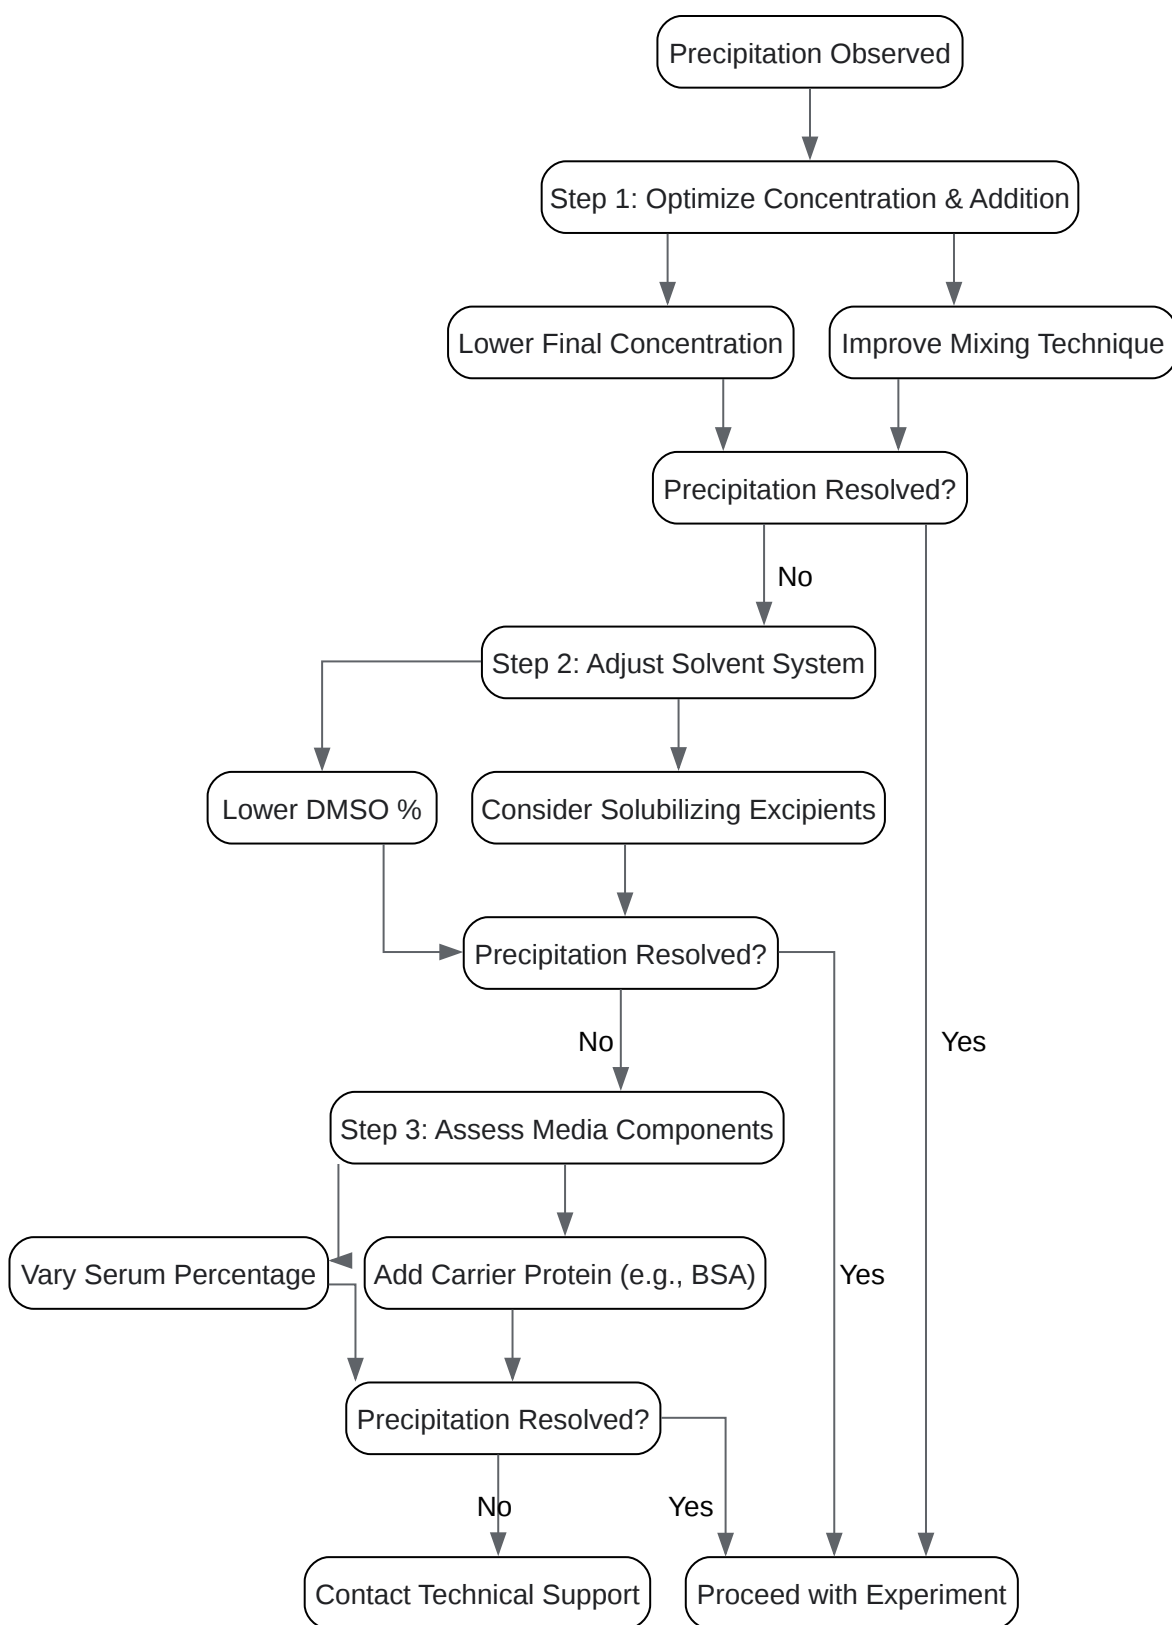 Precipitation Observed
Step 1: Optimize Concentration & Addition
Lower Final Concentration
Improve Mixing Technique
Precipitation Resolved?
No
Step 2: Adjust Solvent System
Lower DMSO %
Consider Solubilizing Excipients
Precipitation Resolved?
No
Yes
Step 3: Assess Media Components
Vary Serum Percentage
Add Carrier Protein (e.g., BSA)
Yes
Precipitation Resolved?
No
Yes
Contact Technical Support
Proceed with Experiment